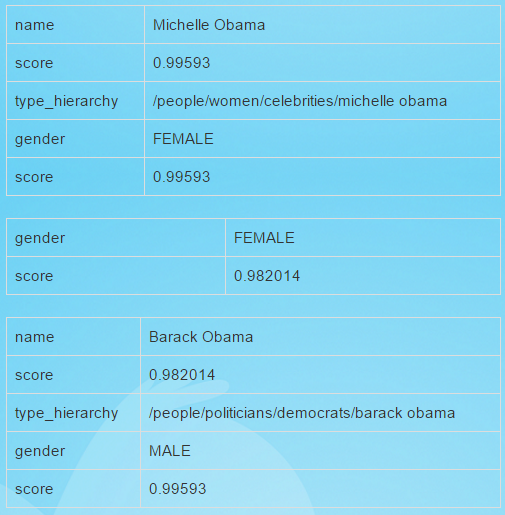 name Michelle Obama
score 0.99593
type_hierarchy /people/women/celebrities/michelle obama
gender FEMALE
score 0.99593
gender FEMALE
score 0.982014
name Barack Obama
score 0.982014
type_hierarchy /people/politicians/democrats/barack obama
gender MALE
score 0.99593